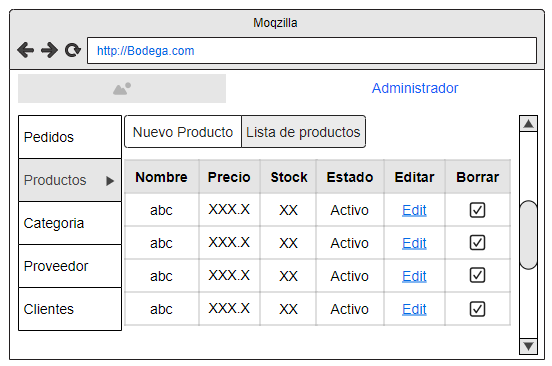 Moqzilla
http://Bodega.com
Administrador
Pedidos
Productos
Categoria
Proveedor
Clientes
Nuevo Producto Lista de productos
Nombre Precio Stock Estado Editar Borrar
abc XXX.X XX Activo Edit
abc XXX.X XX Activo Edit
abc XXX.X XX Activo Edit
abc XXX.X XX Activo Edit